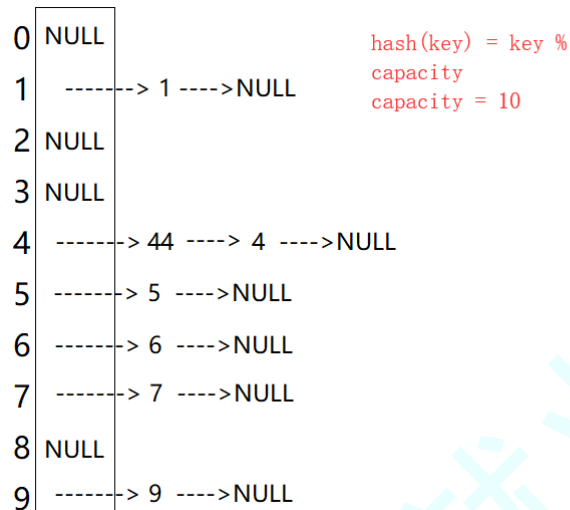 0 NULL
hash(key) = key %
capacity
capacity = 10
1 -------> 1 ---->NULL
2 NULL
3 NULL
4 -------> 44 ----> 4 ---->NULL
5 -------> 5 ---->NULL
6 -------> 6 ---->NULL
7 -------> 7 ---->NULL
8 NULL
9 -------> 9 ---->NULL